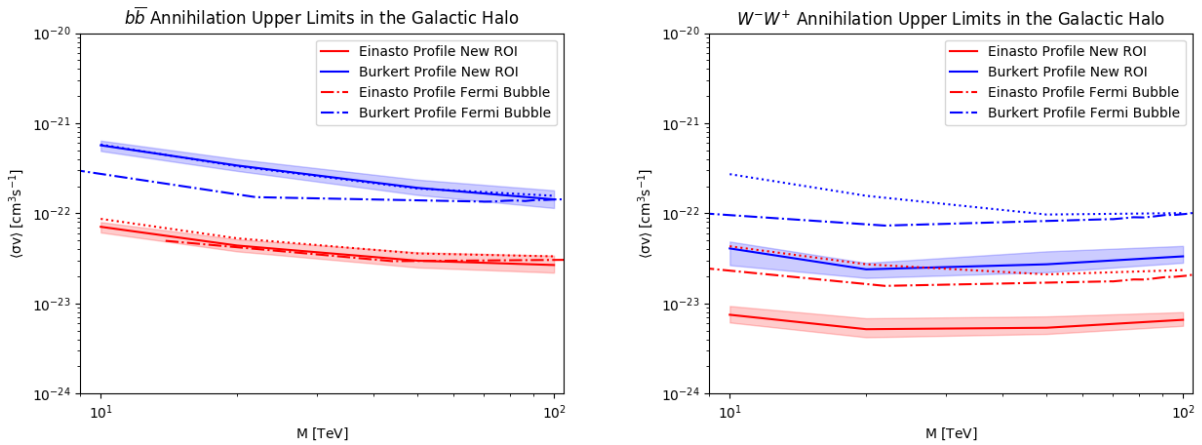 $b\overline{b}$ Annihilation Upper Limits in the Galactic Halo
10⁻²⁰
10⁻²¹
10⁻²²
10⁻²³
10⁻²⁴
⟨σv⟩ [cm³s⁻¹]
Einasto Profile New ROI
Burkert Profile New ROI
Einasto Profile Fermi Bubble
Burkert Profile Fermi Bubble
10¹
10²
M [TeV]
W⁻W⁺ Annihilation Upper Limits in the Galactic Halo
10⁻²⁰
10⁻²¹
10⁻²²
10⁻²³
10⁻²⁴
⟨σv⟩ [cm³s⁻¹]
Einasto Profile New ROI
Burkert Profile New ROI
Einasto Profile Fermi Bubble
Burkert Profile Fermi Bubble
10¹
10²
M [TeV]